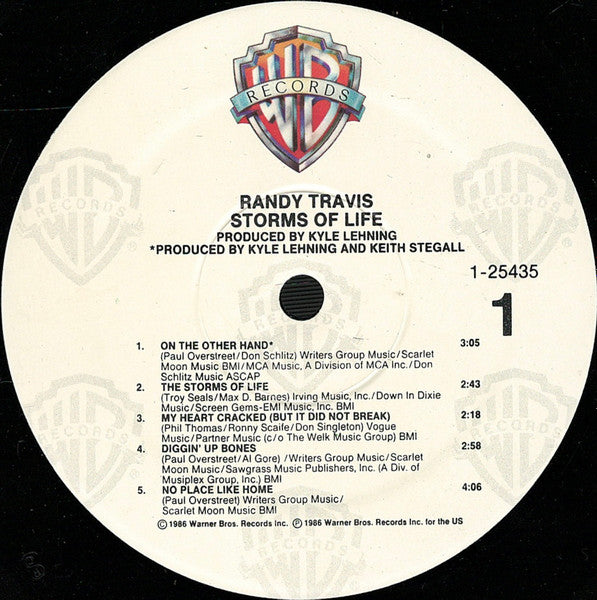 WB
RECORDS
RANDY TRAVIS
STORMS OF LIFE
PRODUCED BY KYLE LEHNING
*PRODUCED BY KYLE LEHNING AND KEITH STEGALL
1-25435
1
1. ON THE OTHER HAND* 3:05
(Paul Overstreet/Don Schlitz) Writers Group Music/Scarlet
Moon Music BMI/MCA Music, A Division of MCA Inc./Don
Schlitz Music ASCAP
2. THE STORMS OF LIFE 2:43
(Troy Seals/Max D. Barnes) Irving Music, Inc./Down In Dixie
Music/Screen Gems-EMI Music, Inc. BMI
3. MY HEART CRACKED (BUT IT DID NOT BREAK) 2:18
(Phil Thomas/Ronny Scaife/Don Singleton) Vogue
Music/Partner Music (c/o The Welk Music Group) BMI
4. DIGGIN' UP BONES 2:58
(Paul Overstreet/Al Gore) /Writers Group Music/Scarlet
Moon Music/Sawgrass Music Publishers, Inc. (A Div. of
Musiplex Group, Inc.) BMI
5. NO PLACE LIKE HOME 4:06
(Paul Overstreet) Writers Group Music/
Scarlet Moon Music BMI
© 1986 Warner Bros. Records Inc. ℗ 1986 Warner Bros. Records Inc. for the US